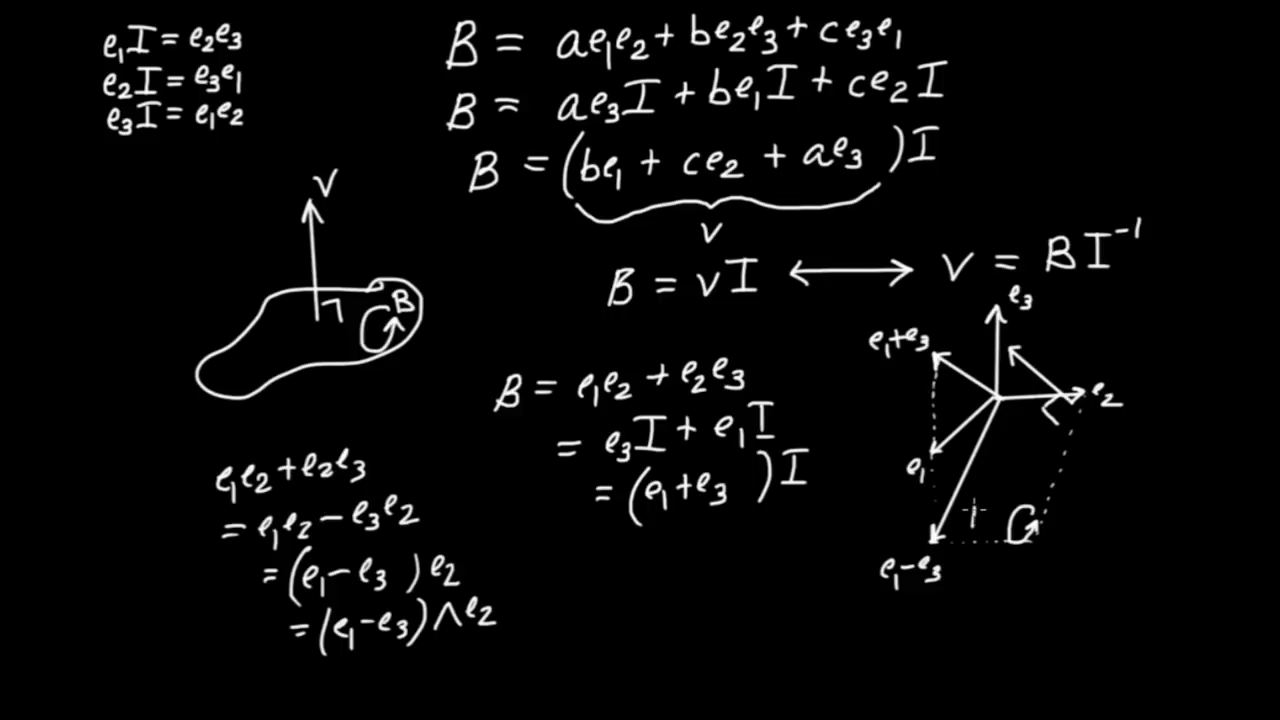 e₁I = e₂e₃
e₂I = e₃e₁
e₃I = e₁e₂
B = ae₁e₂ + be₂e₃ + ce₃e₁
B = ae₃I + be₁I + ce₂I
B = (be₁ + ce₂ + ae₃)I
v
B = vI ⟷ v = BI⁻¹
v
B
B = e₁e₂ + e₂e₃
= e₃I + e₁I
= (e₁+e₃)I
e₁e₂ + e₂e₃
= e₁e₂ − e₃e₂
= (e₁ − e₃)e₂
= (e₁ − e₃)∧e₂
e₃
e₁+e₃
e₂
e₁
e₁−e₃